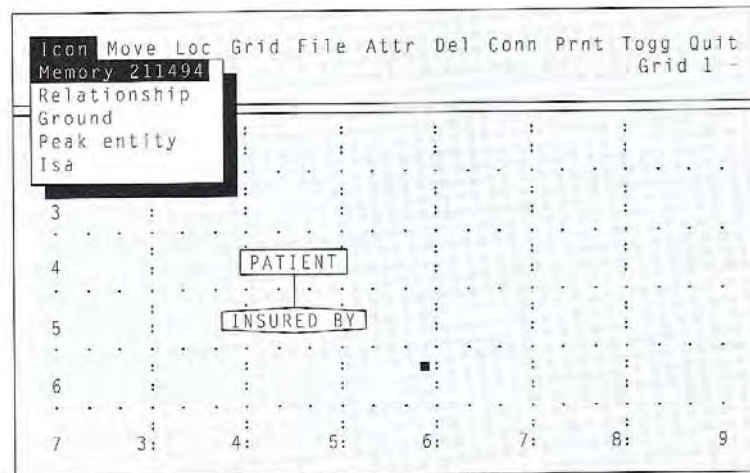 Icon Move Loc Grid File Attr Del Conn Prnt Togg Quit
Memory 211494 Grid 1 -
Relationship
Ground
Peak entity
Isa
3
4 PATIENT
5 INSURED BY
6
7 3: 4: 5: 6: 7: 8: 9